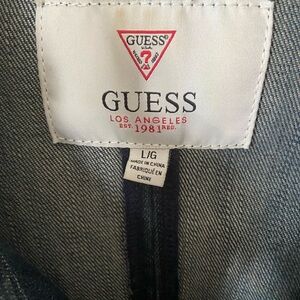 GUESS
?
GUESS
LOS ANGELES
EST. 1981 REG.
L/G
MADE IN CHINA
FABRIQUÉ EN
CHINE